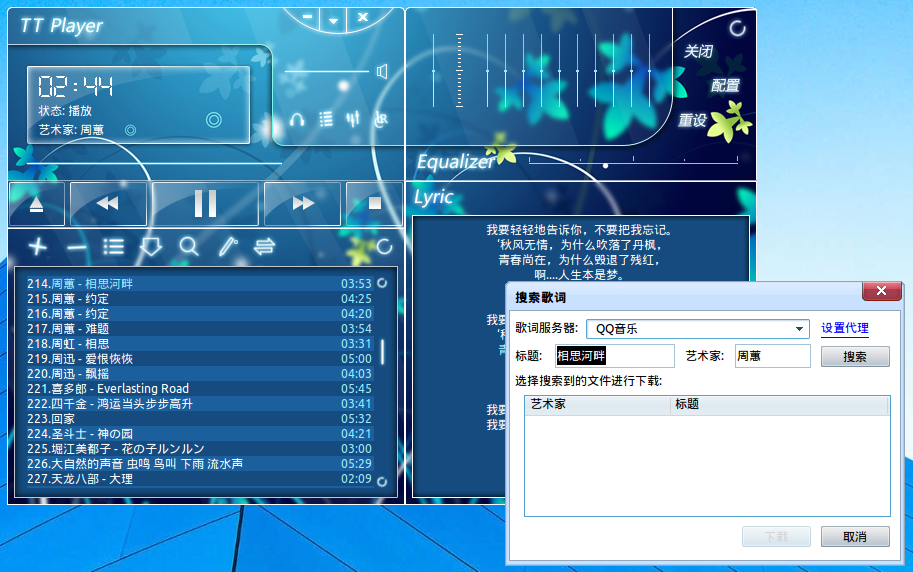 TT Player
02:44
状态: 播放
艺术家: 周蕙
关闭
配置
重设
Equalizer
Lyric
我要轻轻地告诉你，不要把我忘记。
‘秋风无情，为什么吹落了丹枫，
青春尚在，为什么毁退了残红，
啊....人生本是梦。
我要
我要
我要
214.周蕙 - 相思河畔 03:53
215.周蕙 - 约定 04:25
216.周蕙 - 约定 04:20
217.周蕙 - 难题 03:54
218.周虹 - 相思 03:31
219.周迅 - 爱恨恢恢 05:00
220.周迅 - 飘摇 04:03
221.喜多郎 - Everlasting Road 05:45
222.四千金 - 鸿运当头步步高升 03:41
223.回家 05:32
224.圣斗士 - 神の园 04:21
225.堀江美都子 - 花の子ルンルン 03:00
226.大自然的声音 虫鸣 鸟叫 下雨 流水声 05:29
227.天龙八部 - 大理 02:09
搜索歌词
歌词服务器: QQ音乐 设置代理
标题: 相思河畔 艺术家: 周蕙 搜索
选择搜索到的文件进行下载:
艺术家 标题
下载 取消